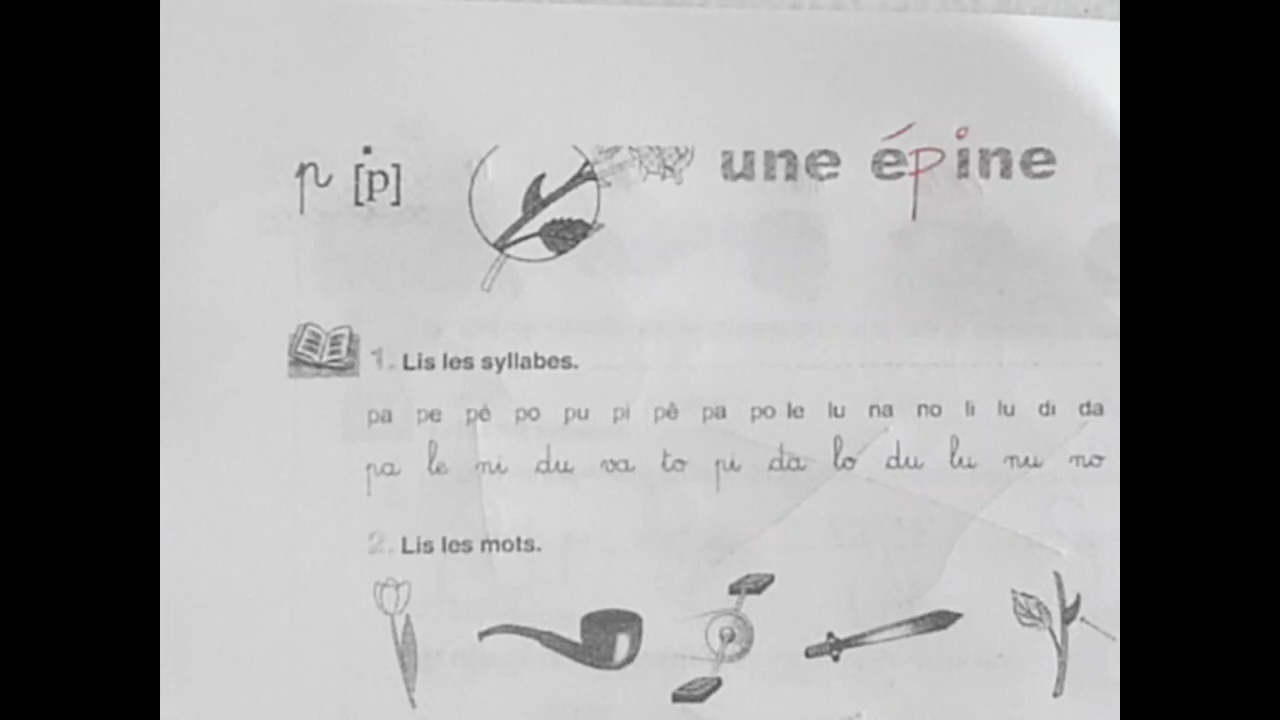 p [p] une épine
1. Lis les syllabes.
pa pe pé po pu pi pê pa po le lu na no li lu di da
pa le ni du va to pi da lo du lu nu no
2. Lis les mots.